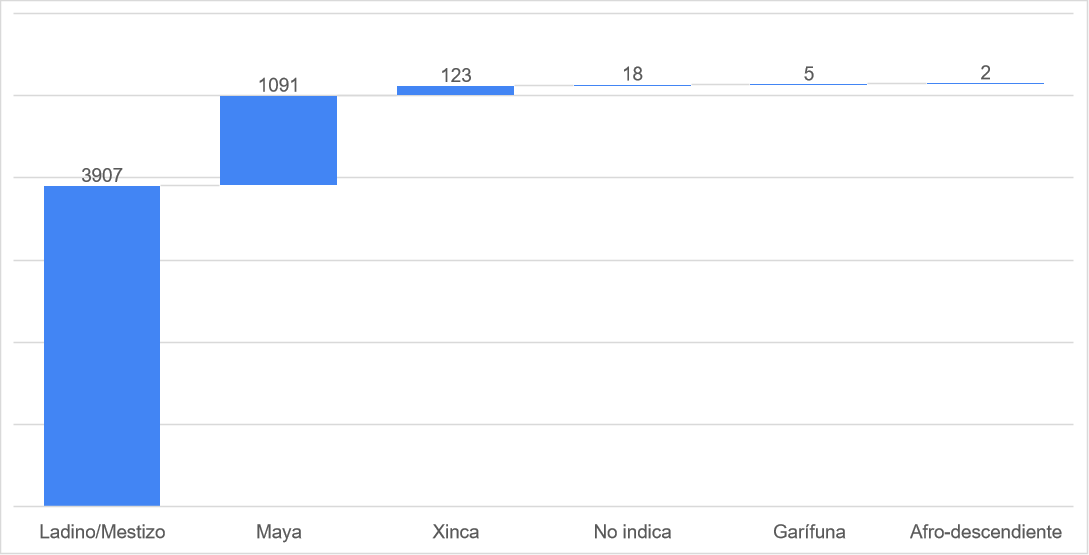 3907
1091
123
18
5
2
Ladino/Mestizo
Maya
Xinca
No indica
Garífuna
Afro-descendiente